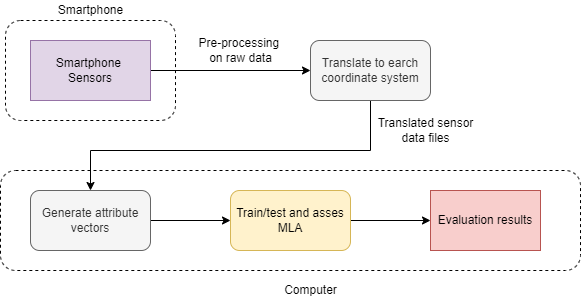 Smartphone
Smartphone
Sensors
Pre-processing
on raw data
Translate to earch
coordinate system
Translated sensor
data files
Generate attribute
vectors
Train/test and asses
MLA
Evaluation results
Computer